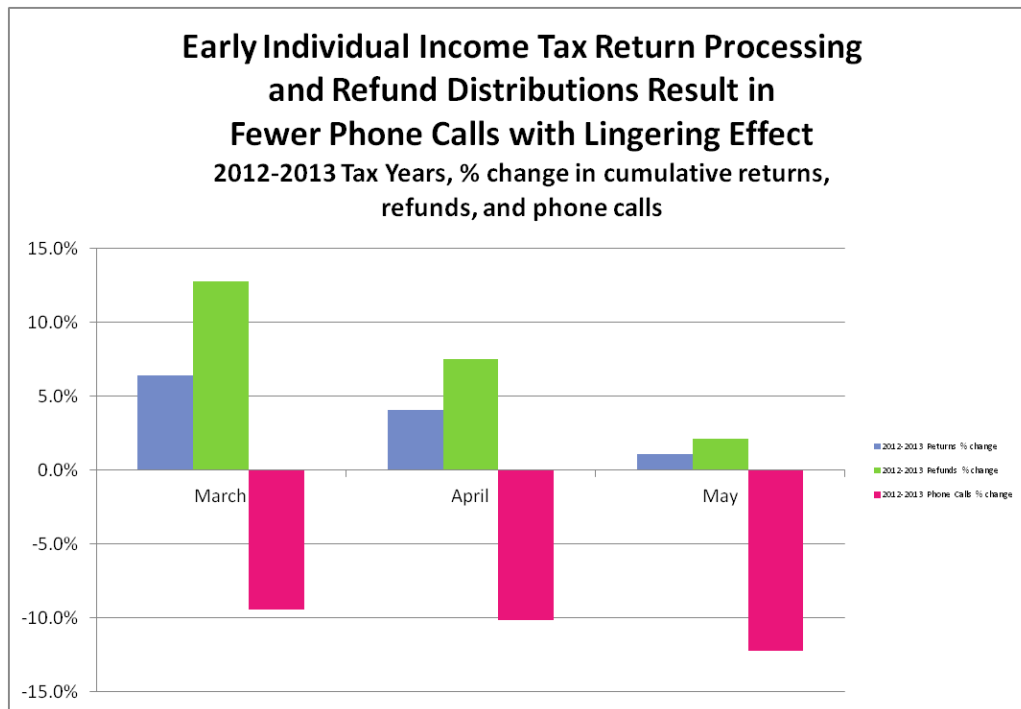 Early Individual Income Tax Return Processing
and Refund Distributions Result in
Fewer Phone Calls with Lingering Effect
2012-2013 Tax Years, % change in cumulative returns,
refunds, and phone calls
15.0%
10.0%
5.0%
0.0%
-5.0%
-10.0%
-15.0%
March
April
May
2012-2013 Returns % change
2012-2013 Refunds % change
2012-2013 Phone Calls % change